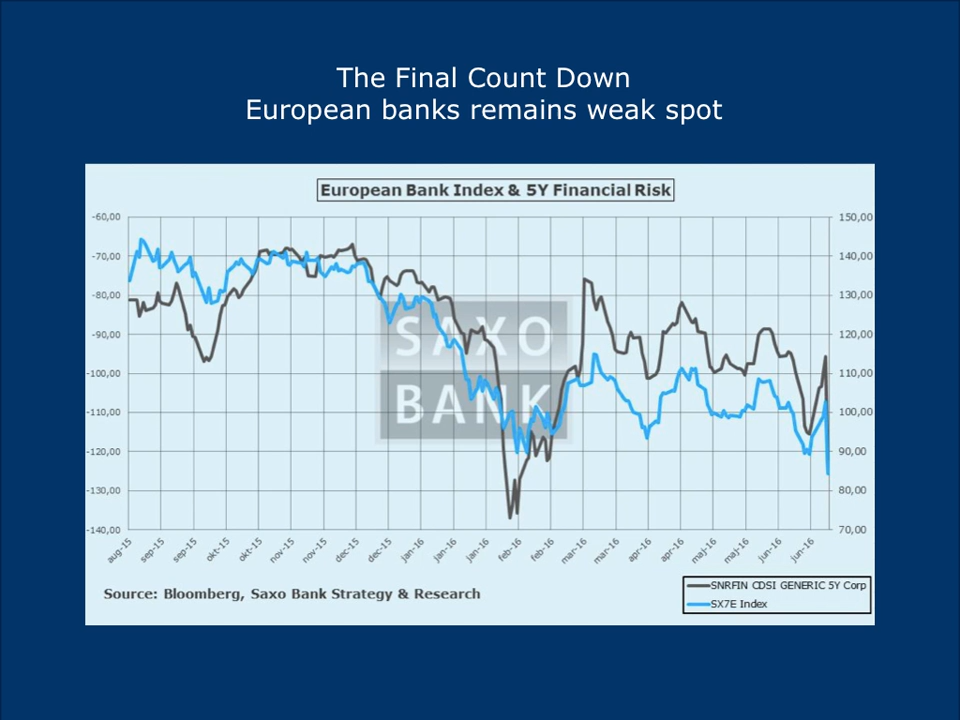 The Final Count Down
European banks remains weak spot
European Bank Index & 5Y Financial Risk
-60,00
-70,00
-80,00
-90,00
-100,00
-110,00
-120,00
-130,00
-140,00
150,00
140,00
130,00
120,00
110,00
100,00
90,00
80,00
70,00
SAXO
BANK
aug-15
sep-15
sep-15
okt-15
okt-15
nov-15
nov-15
dec-15
dec-15
jan-16
jan-16
jan-16
feb-16
feb-16
mar-16
mar-16
apr-16
apr-16
maj-16
maj-16
jun-16
jun-16
SNRFIN CDSI GENERIC 5Y Corp
SX7E Index
Source: Bloomberg, Saxo Bank Strategy & Research